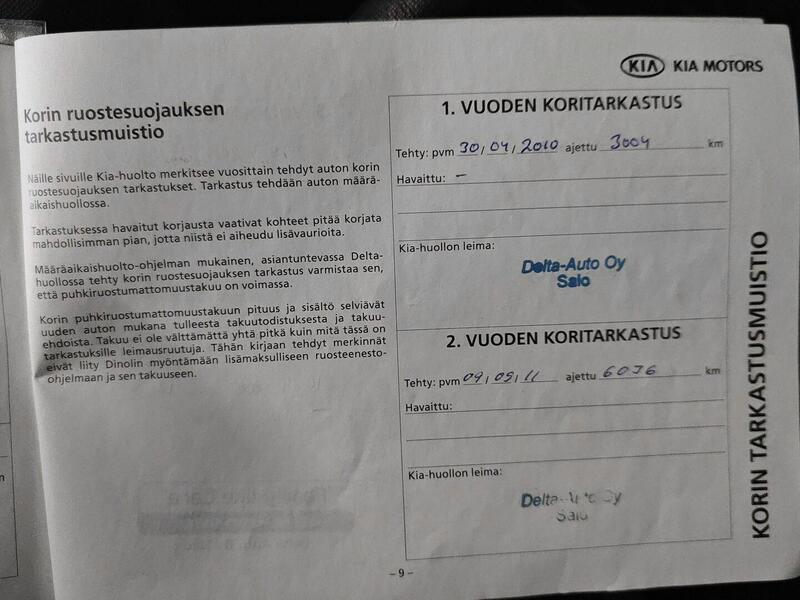 KIA KIA MOTORS
Korin ruostesuojauksen
tarkastusmuistio
Näille sivuille Kia-huolto merkitsee vuosittain tehdyt auton korin
ruostesuojauksen tarkastukset. Tarkastus tehdään auton määrä-
aikaishuollossa.
Tarkastuksessa havaitut korjausta vaativat kohteet pitää korjata
mahdollisimman pian, jotta niistä ei aiheudu lisävaurioita.
Määräaikaishuolto-ohjelman mukainen, asiantuntevassa Delta-
huollossa tehty korin ruostesuojauksen tarkastus varmistaa sen,
että puhkiruostumattomuustakuu on voimassa.
Korin puhkiruostumattomuustakuun pituus ja sisältö selviävät
uuden auton mukana tulleesta takuutodistuksesta ja takuu-
ehdoista. Takuu ei ole välttämättä yhtä pitkä kuin mitä tässä on
tarkastuksille leimausruutuja. Tähän kirjaan tehdyt merkinnät
eivät liity Dinolin myöntämään lisämaksulliseen ruosteenesto-
ohjelmaan ja sen takuuseen.
1. VUODEN KORITARKASTUS
Tehty: pvm 30/04/2010 ajettu 3004 km
Havaittu: –
Kia-huollon leima:
Delta-Auto Oy
Salo
2. VUODEN KORITARKASTUS
Tehty: pvm 09/05/11 ajettu 6036 km
Havaittu:
Kia-huollon leima:
Delta-Auto Oy
Salo
KORIN TARKASTUSMUISTIO
– 9 –